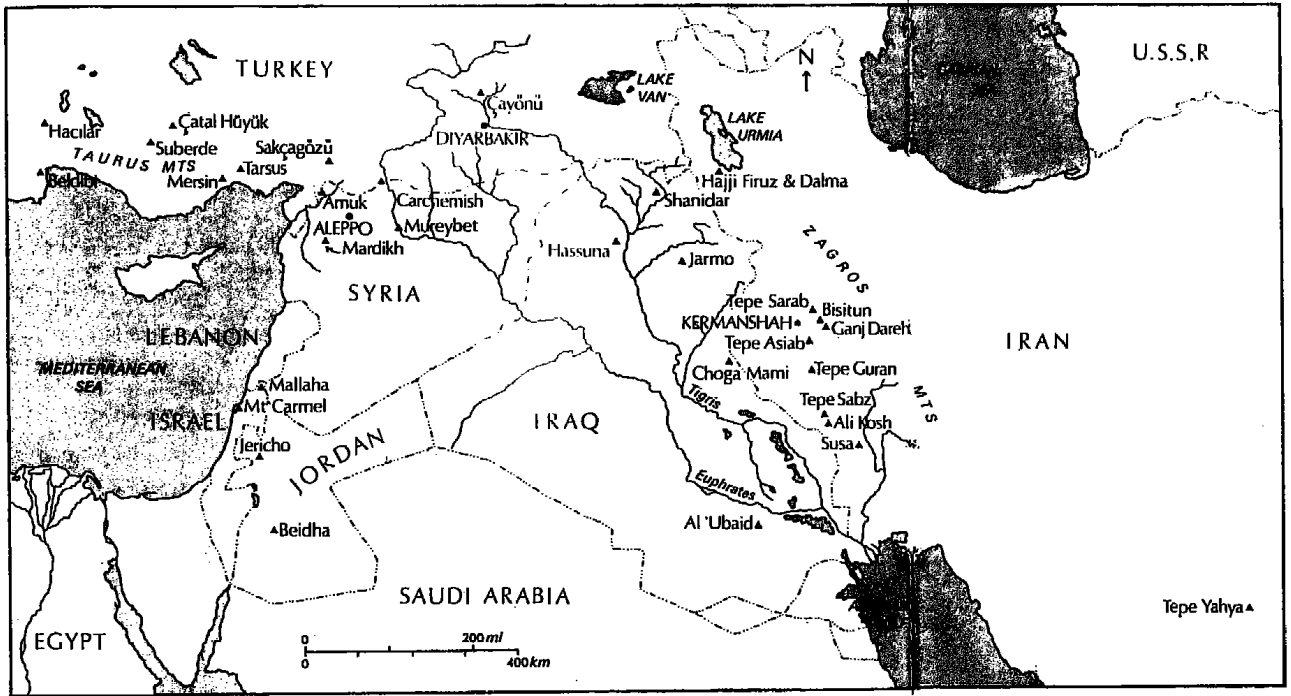 TURKEY
U.S.S.R
N
LAKE
VAN
LAKE
URMIA
Çayönü
DIYARBAKIR
Hacılar
Çatal Hüyük
Suberde
TAURUS MTS
Sakçagözü
Tarsus
Mersin
Beldibi
Amuk
Carchemish
ALEPPO
Mureybet
Mardikh
Hajji Firuz & Dalma
Shanidar
Hassuna
Jarmo
ZAGROS
SYRIA
LEBANON
MEDITERRANEAN
SEA
Tepe Sarab
Bisitun
KERMANSHAH
Ganj Dareh
Tepe Asiab
IRAN
Choga Mami
Tepe Guran
MTS
Mallaha
Mt Carmel
ISRAEL
Jericho
JORDAN
IRAQ
Tigris
Tepe Sabz
Ali Kosh
Susa
Euphrates
Al 'Ubaid
Beidha
SAUDI ARABIA
EGYPT
Tepe Yahya
0 200 mi
0 400 km